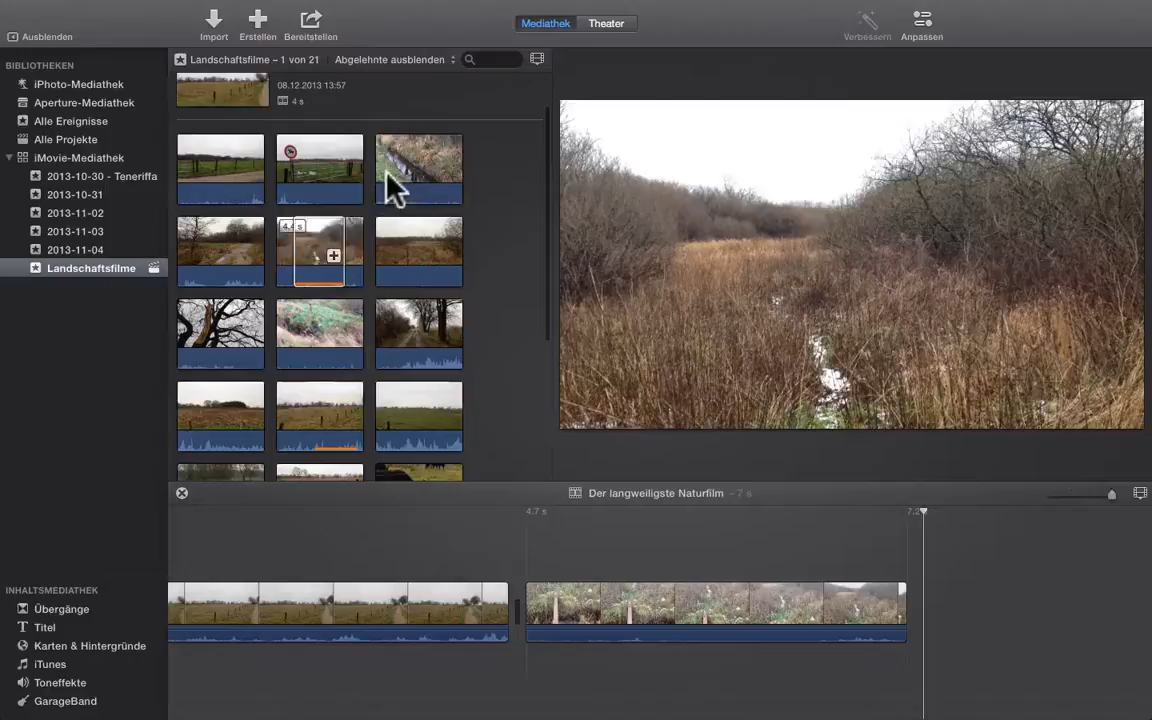 Ausblenden
Import
Erstellen
Bereitstellen
Mediathek
Theater
Verbessern
Anpassen
BIBLIOTHEKEN
iPhoto-Mediathek
Aperture-Mediathek
Alle Ereignisse
Alle Projekte
iMovie-Mediathek
2013-10-30 - Teneriffa
2013-10-31
2013-11-02
2013-11-03
2013-11-04
Landschaftsfilme
Landschaftsfilme – 1 von 21
Abgelehnte ausblenden
08.12.2013 13:57
4 s
Der langweiligste Naturfilm – 7 s
4.7 s
INHALTSMEDIATHEK
Übergänge
Titel
Karten & Hintergründe
iTunes
Toneffekte
GarageBand